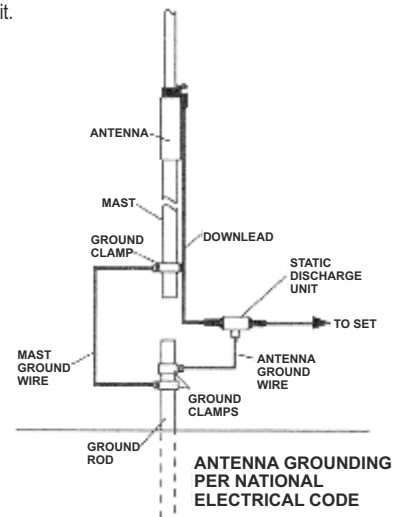 it.
ANTENNA
MAST
GROUND
CLAMP
DOWNLEAD
STATIC
DISCHARGE
UNIT
TO SET
MAST
GROUND
WIRE
ANTENNA
GROUND
WIRE
GROUND
CLAMPS
GROUND
ROD
ANTENNA GROUNDING
PER NATIONAL
ELECTRICAL CODE